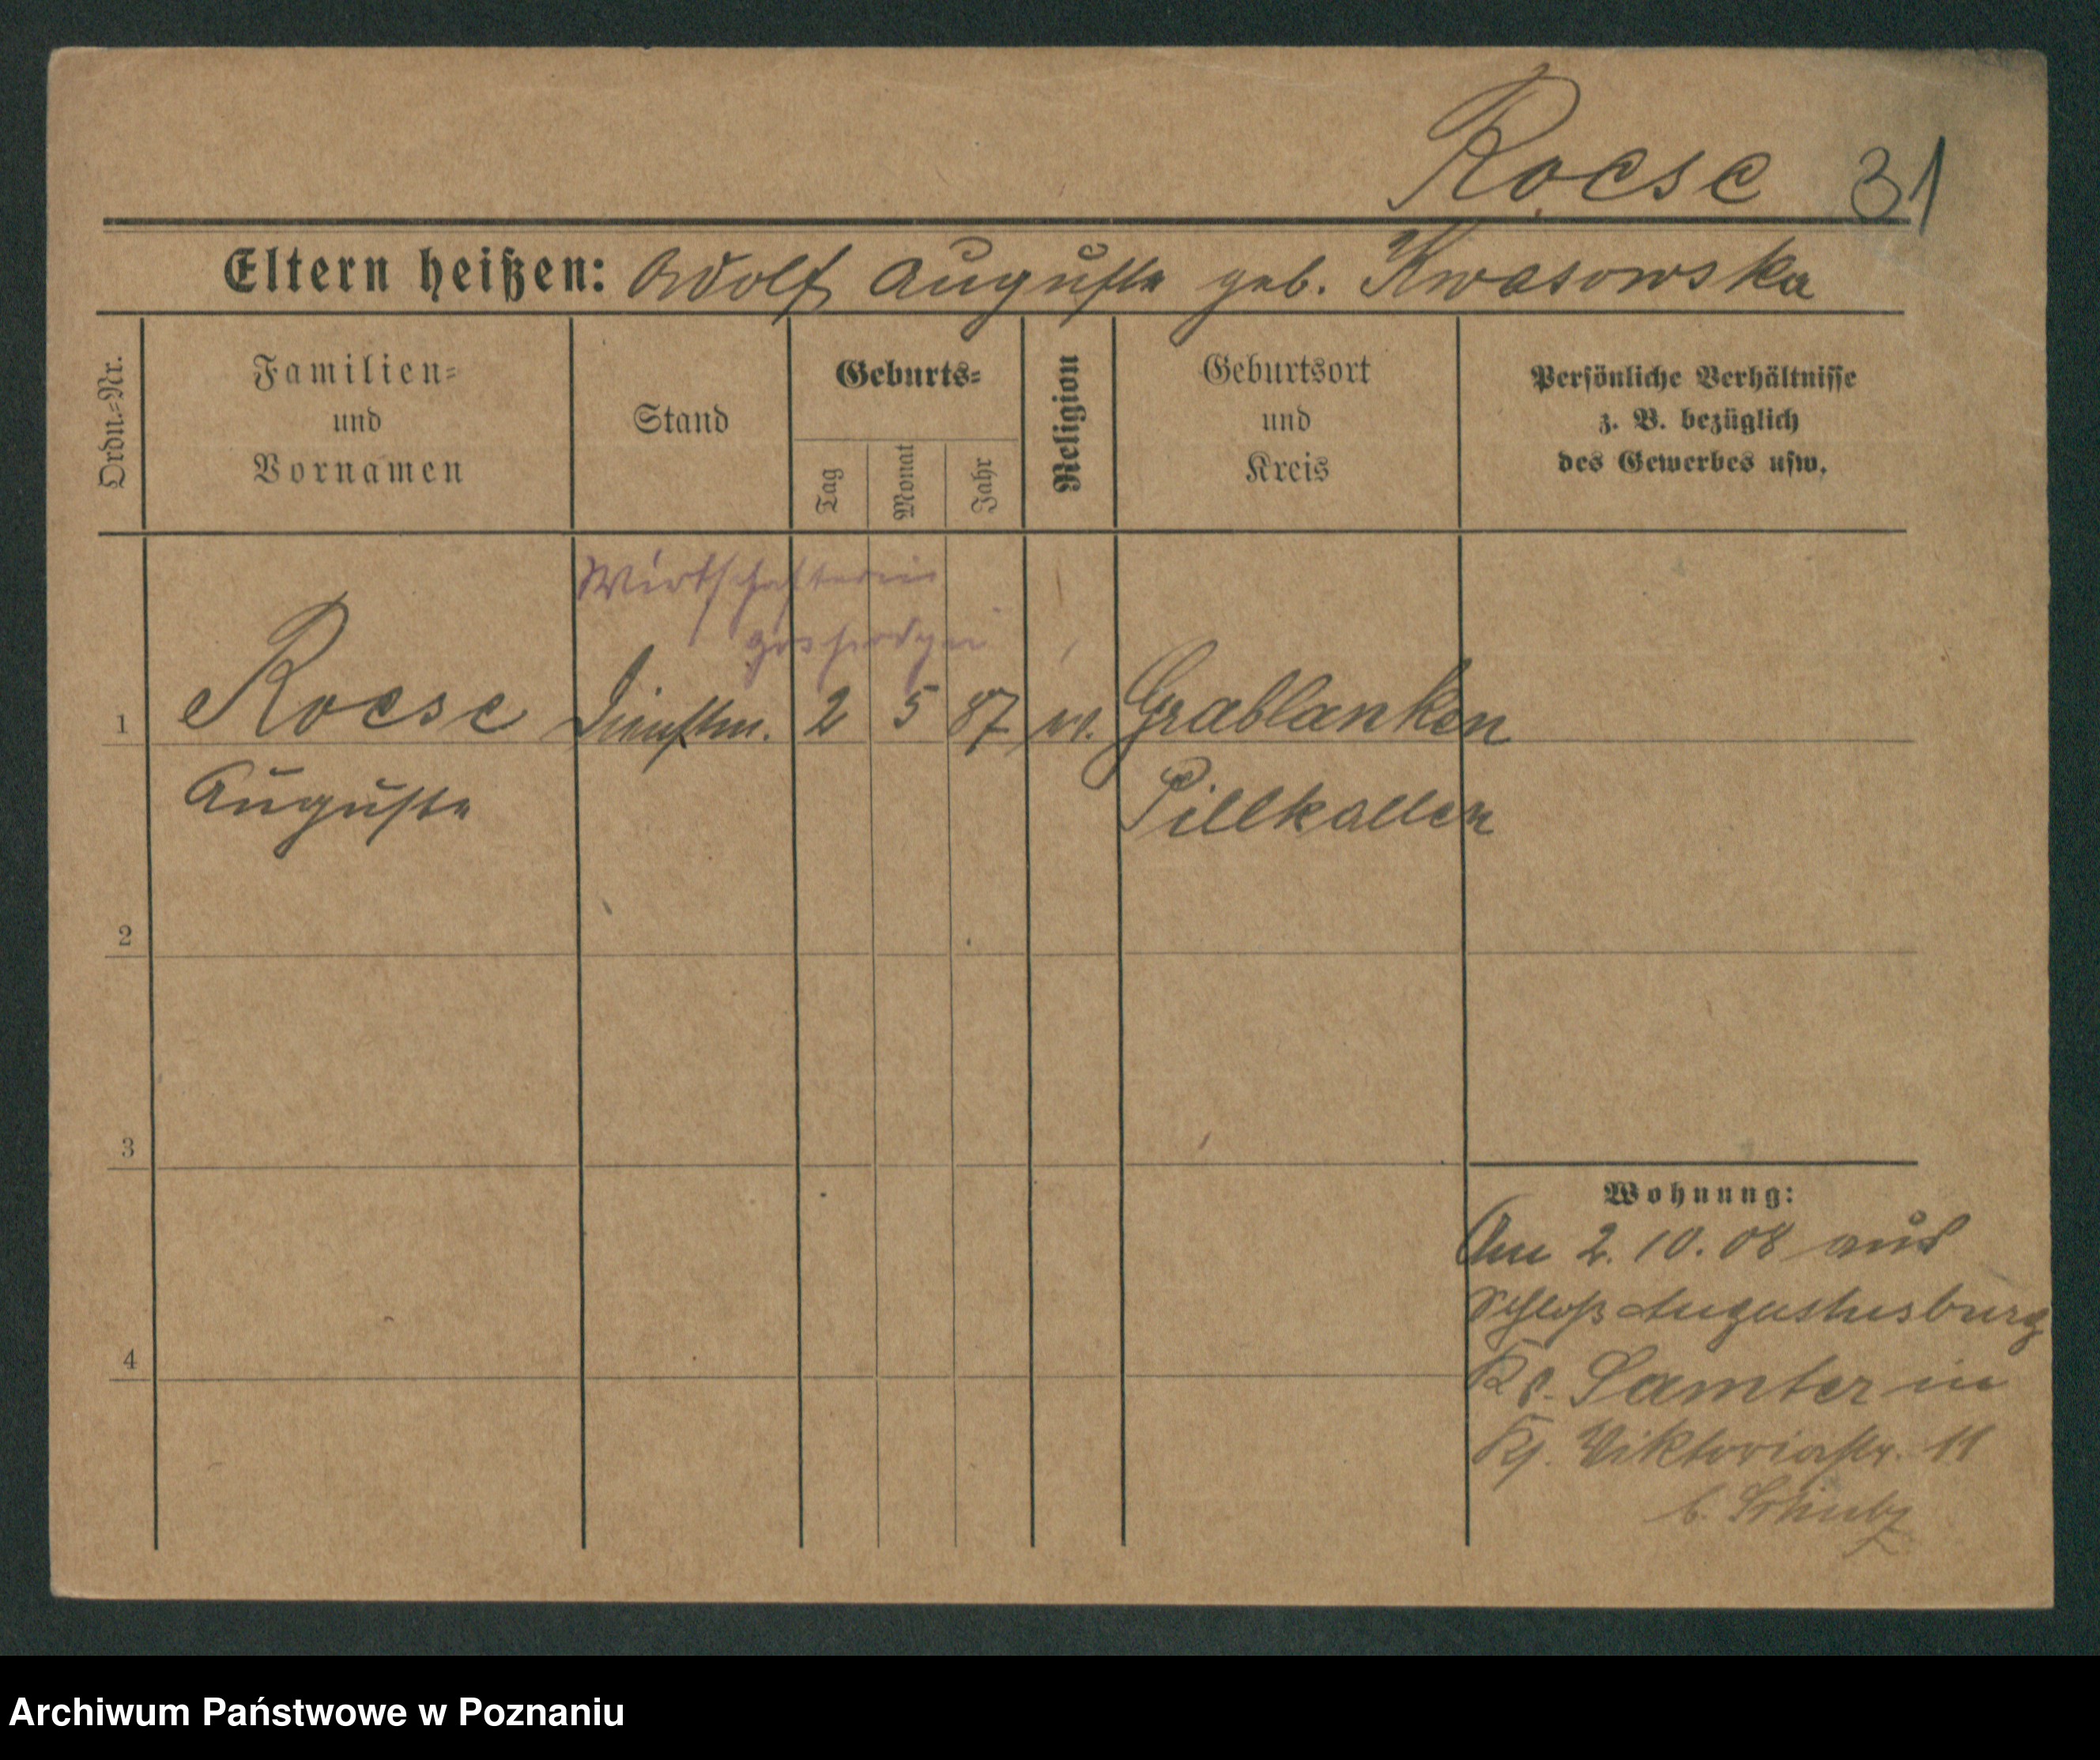 Roese 31
Eltern heißen: Adolf Auguste geb. Kwasowska
Ordn.-Nr.
Familien-
und
Vornamen
Stand
Geburts-
Tag
Monat
Jahr
Religion
Geburtsort
und
Kreis
Persönliche Verhältnisse
z. B. bezüglich
des Gewerbes usw.
Wirtschafterin
1 Roese Dienstm. 2 5 87 ev. Grablanken
Auguste Pillkallen
2
3
4
Wohnung:
Am 2.10.08 aus
Schloß Augustusburg
Kr. Samter in
Viktoriastr. 11
b. Schulz
Archiwum Państwowe w Poznaniu